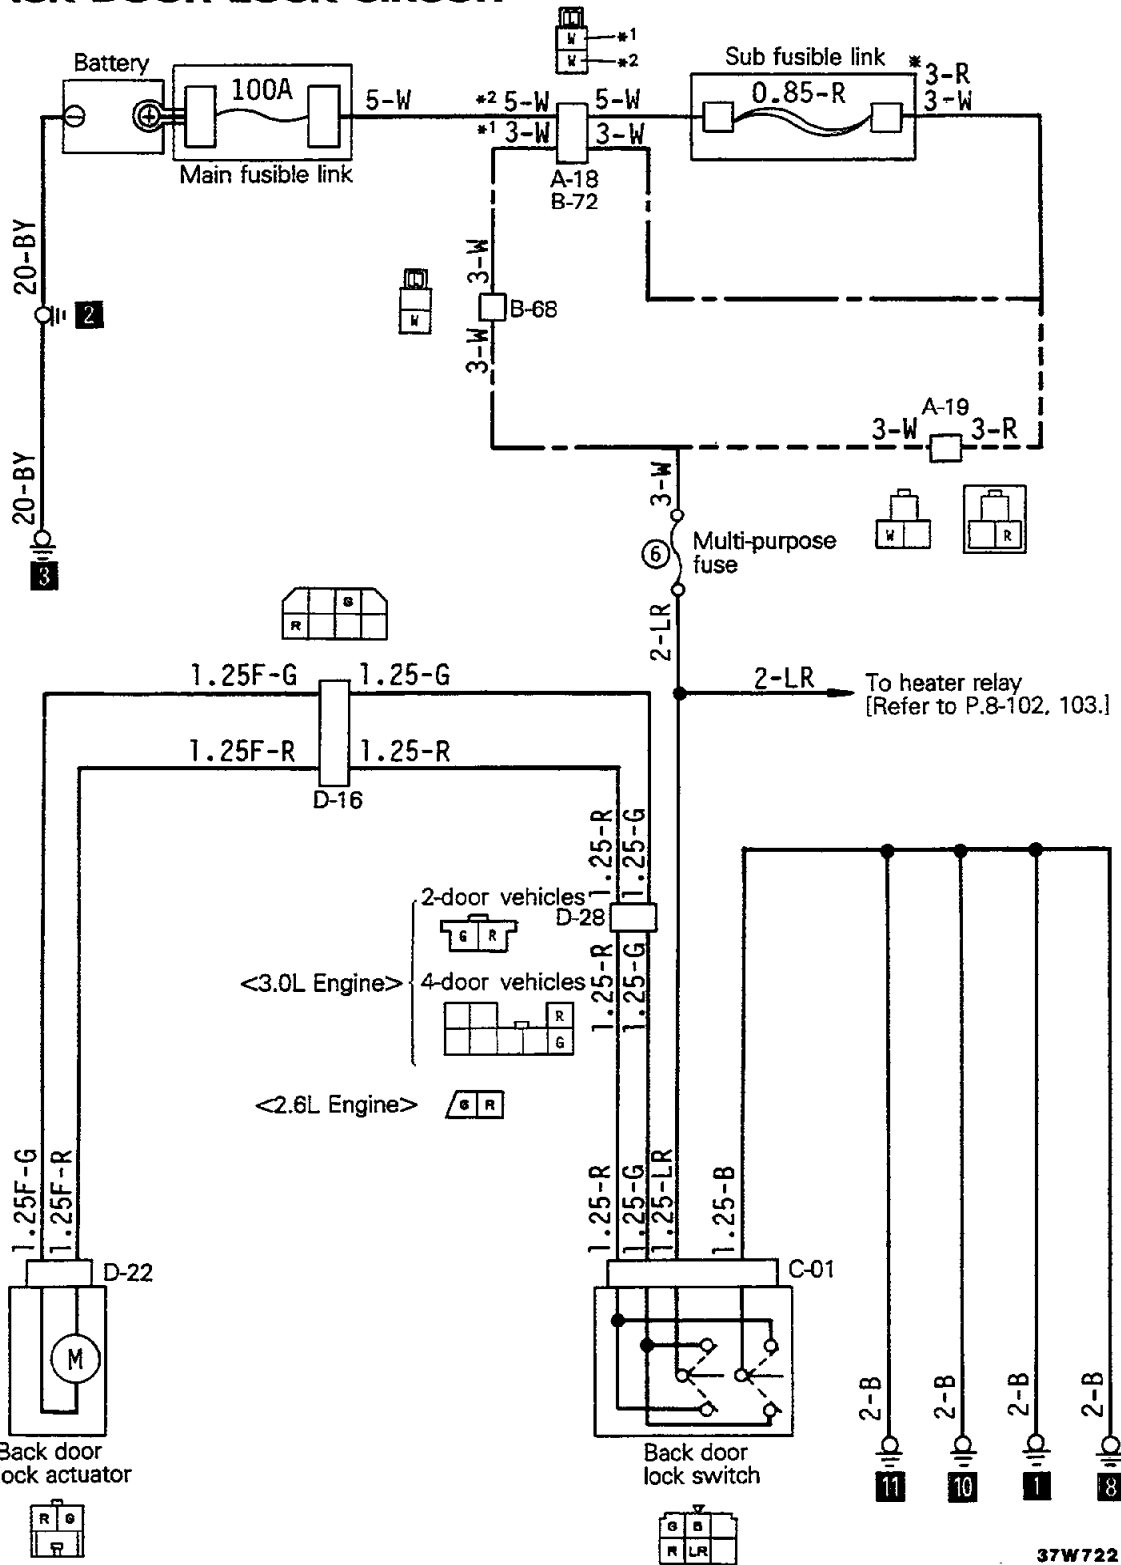 DOOR LOCK CIRCUIT
Battery
100A
Main fusible link
5-W
W
*1
W
*2
*2 5-W
5-W
*1 3-W
3-W
A-18
B-72
Sub fusible link
0.85-R
* 3-R
3-W
20-BY
2
20-BY
3
3-W
W
B-68
3-W
A-19
3-W
3-R
W
R
3-W
6
Multi-purpose
fuse
2-LR
2-LR
To heater relay
[Refer to P.8-102, 103.]
G
R
1.25F-G
1.25-G
1.25F-R
1.25-R
D-16
1.25-R
1.25-G
2-door vehicles
D-28
G R
<3.0L Engine>
4-door vehicles
R
G
1.25-R
1.25-G
<2.6L Engine>
G R
1.25F-G
1.25F-R
1.25-R
1.25-G
1.25-LR
1.25-B
D-22
C-01
M
Back door
ock actuator
R G
Back door
lock switch
G B
R LR
2-B
2-B
2-B
2-B
11
10
1
8
37W722